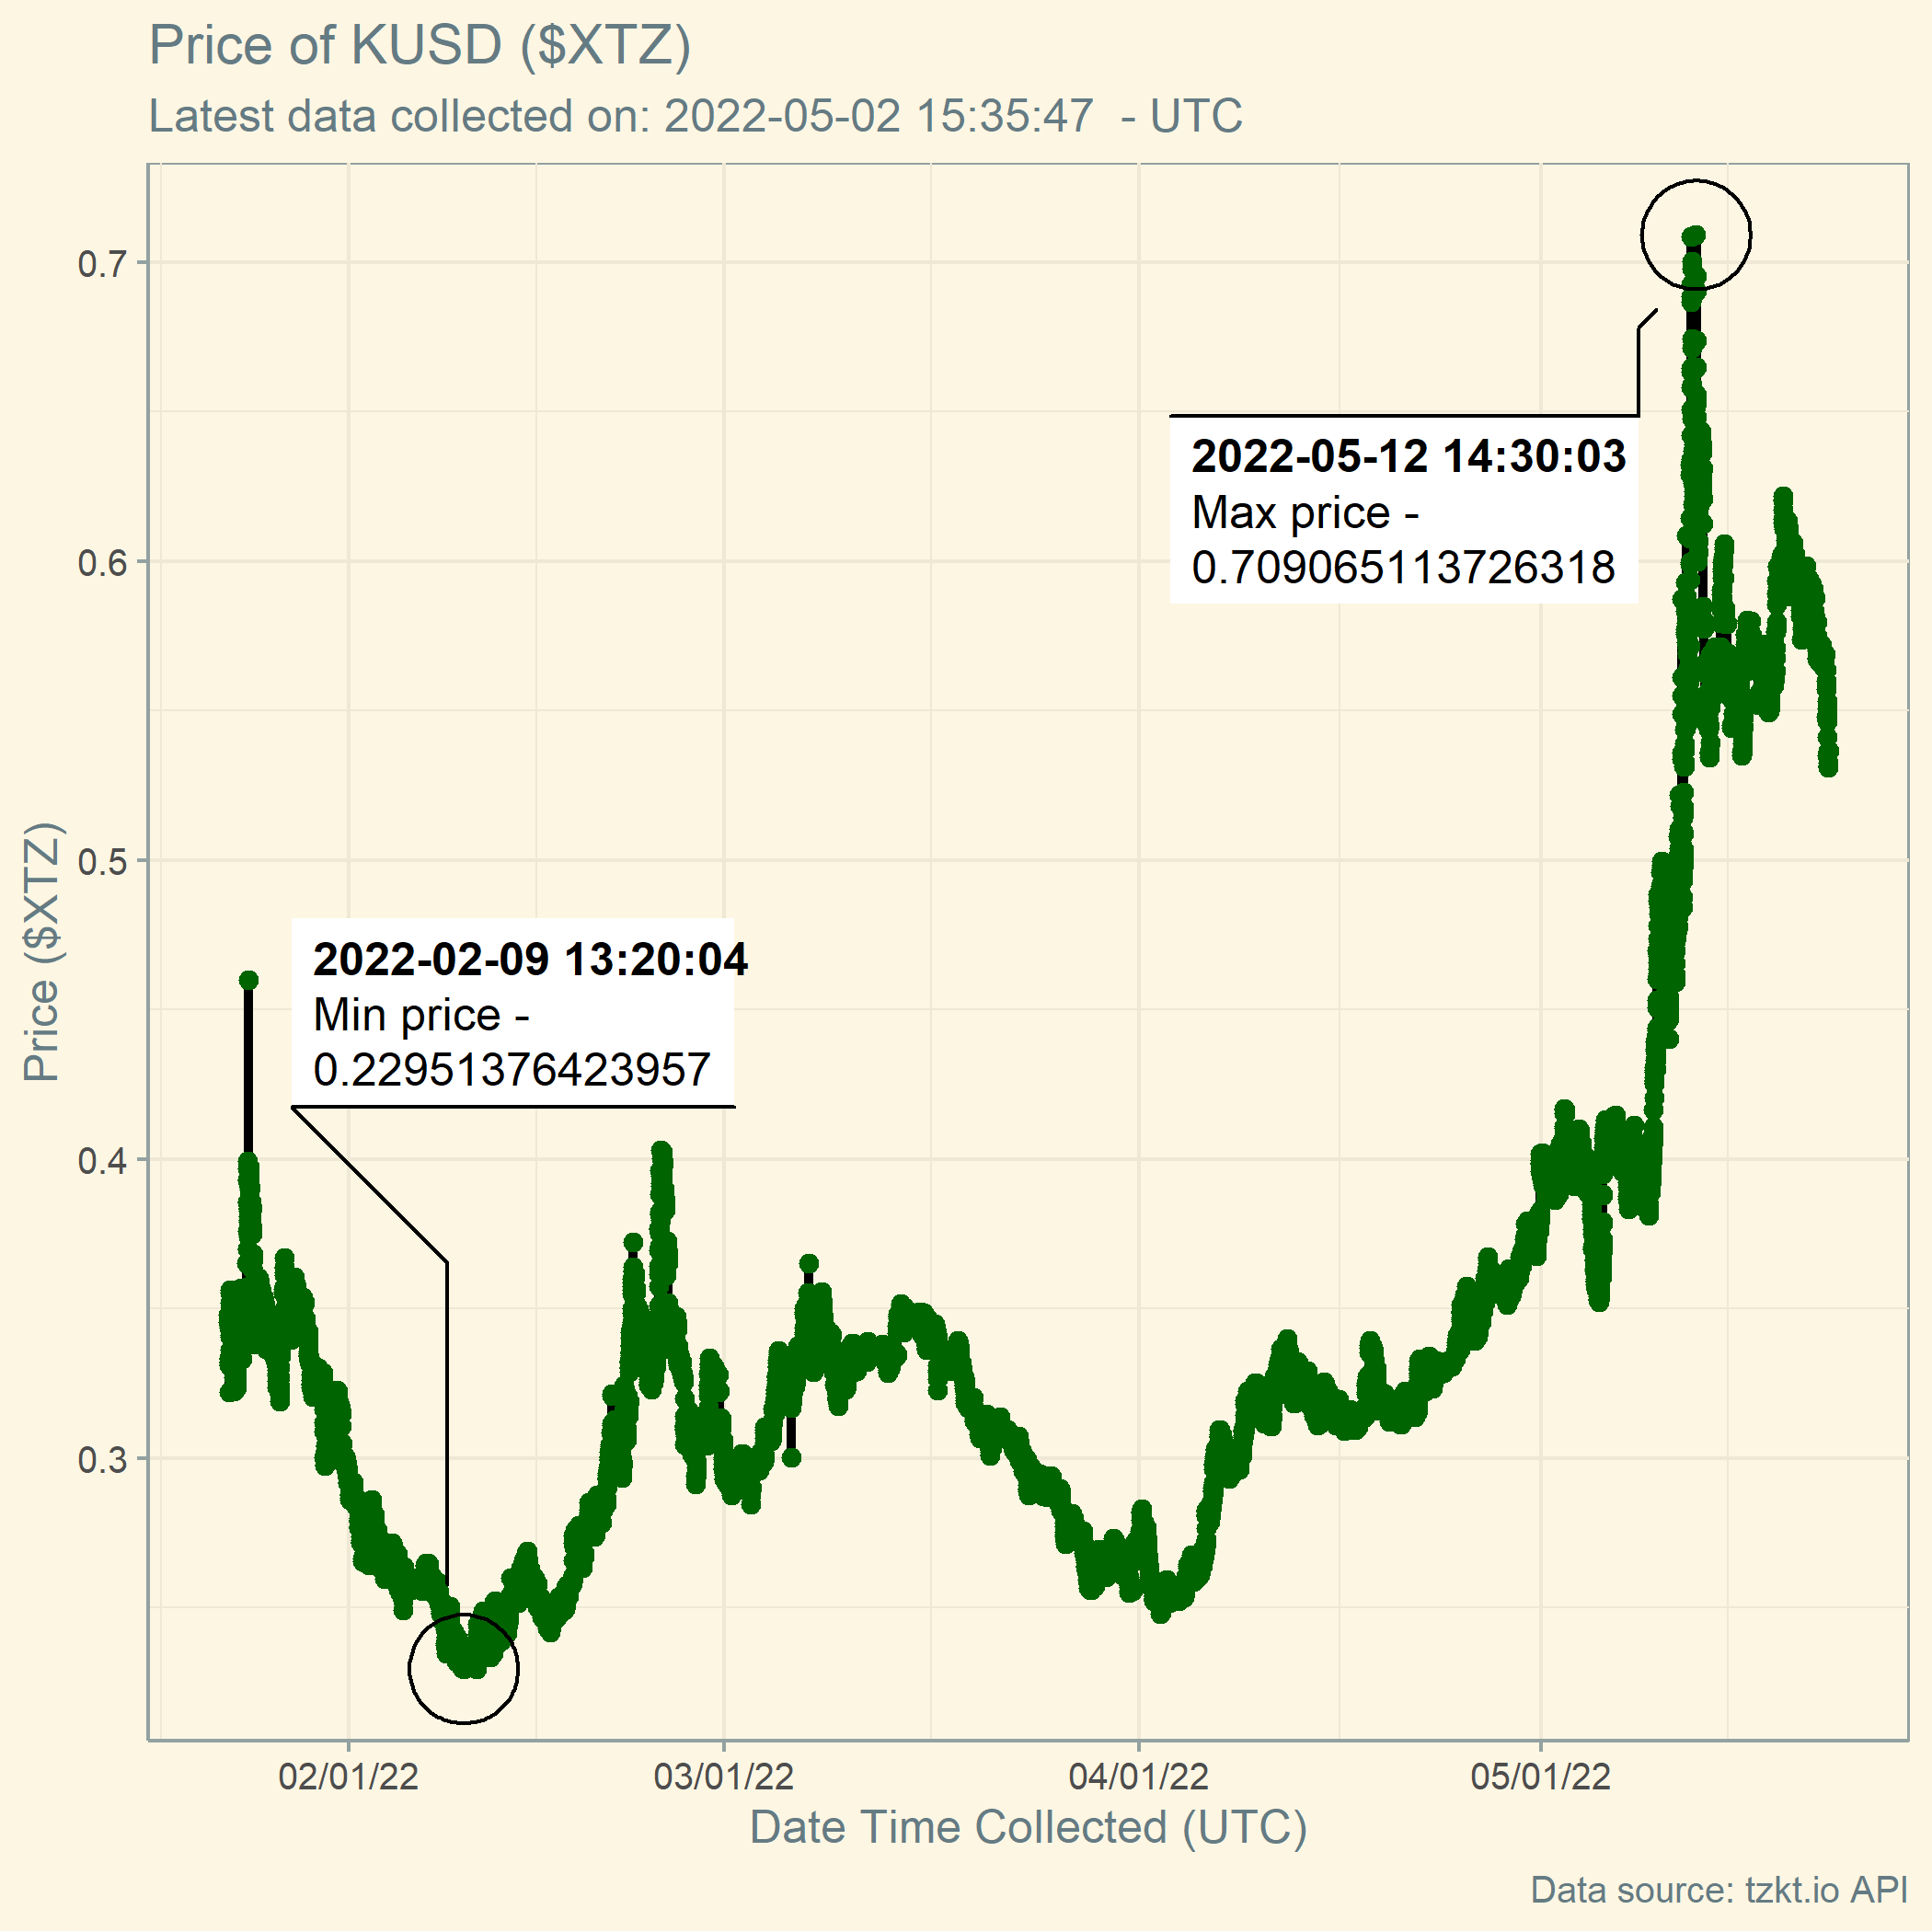 Price of KUSD ($XTZ)
Latest data collected on: 2022-05-02 15:35:47  - UTC
0.7
0.6
0.5
0.4
0.3
Price ($XTZ)
2022-05-12 14:30:03
Max price -
0.709065113726318
2022-02-09 13:20:04
Min price -
0.22951376423957
02/01/22
03/01/22
04/01/22
05/01/22
Date Time Collected (UTC)
Data source: tzkt.io API